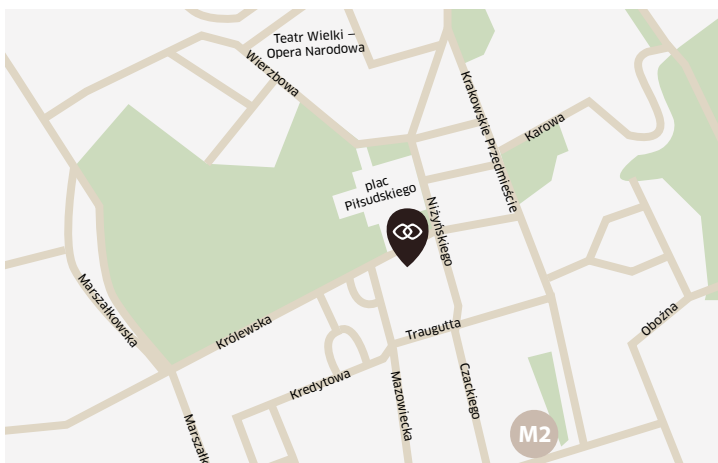 Teatr Wielki –
Opera Narodowa
Wierzbowa
Krakowskie Przedmieście
Karowa
plac
Piłsudskiego
Niżyńskiego
Marszałkowska
Królewska
Traugutta
Oboźna
Kredytowa
Mazowiecka
Czackiego
Marszałk
M2